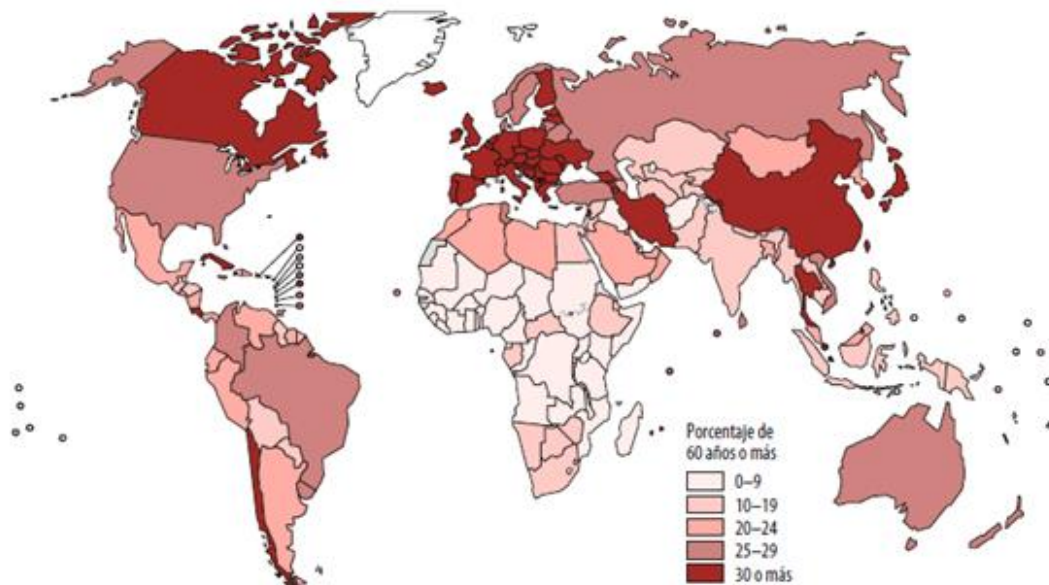 Porcentaje de
60 años o más
0–9
10–19
20–24
25–29
30 o más